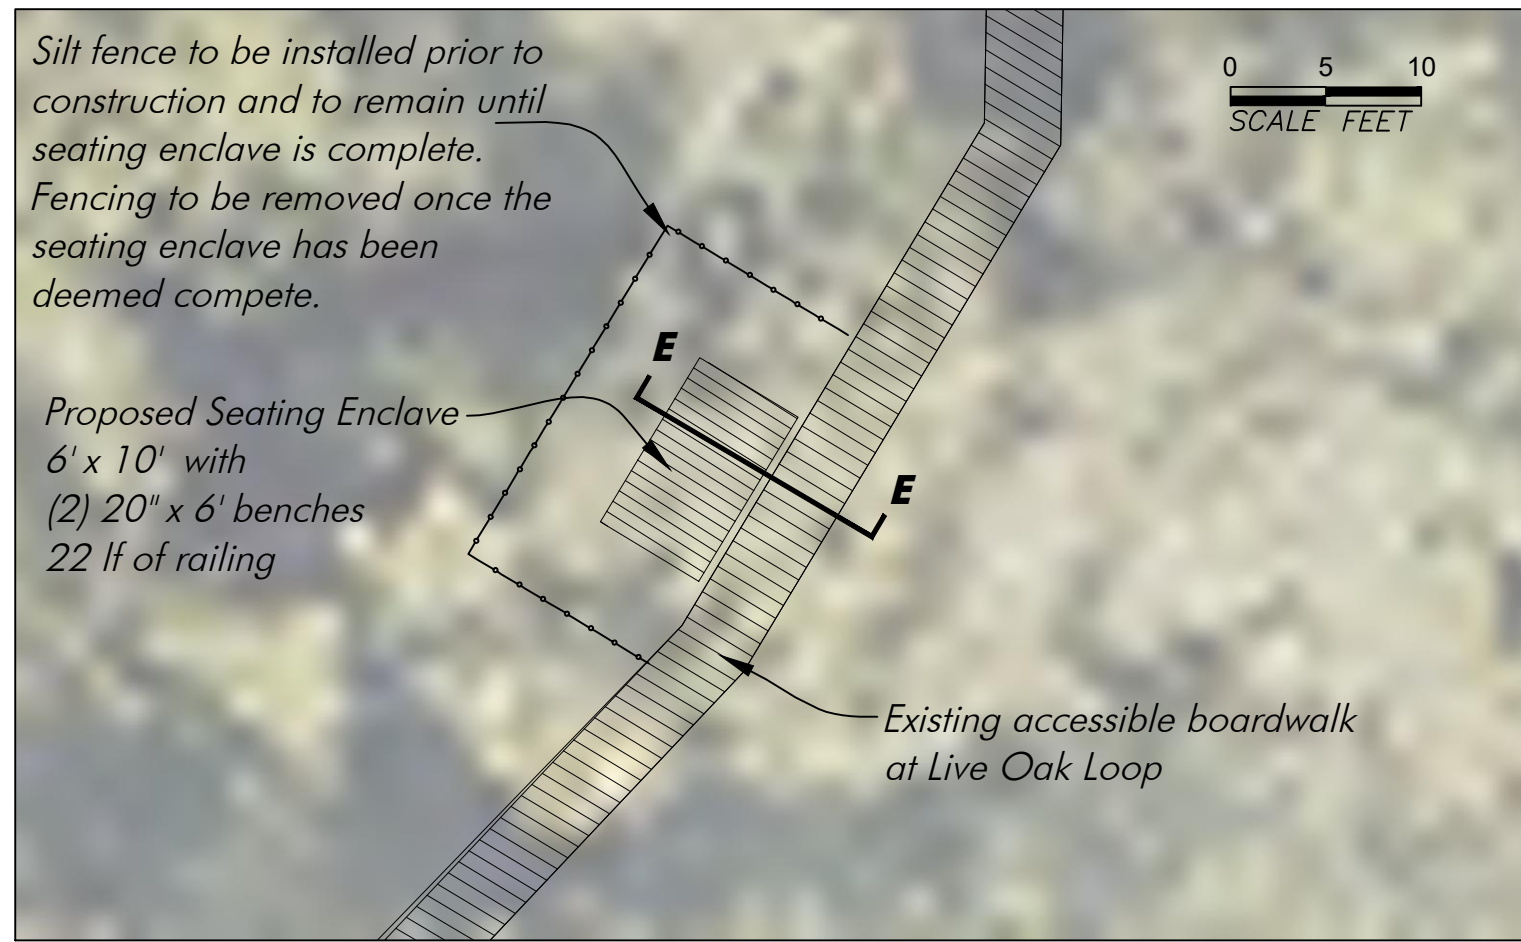 Silt fence to be installed prior to
construction and to remain until
seating enclave is complete.
Fencing to be removed once the
seating enclave has been
deemed compete.
0 5 10
SCALE FEET
E
Proposed Seating Enclave
6' x 10' with
(2) 20" x 6' benches
22 lf of railing
E
Existing accessible boardwalk
at Live Oak Loop